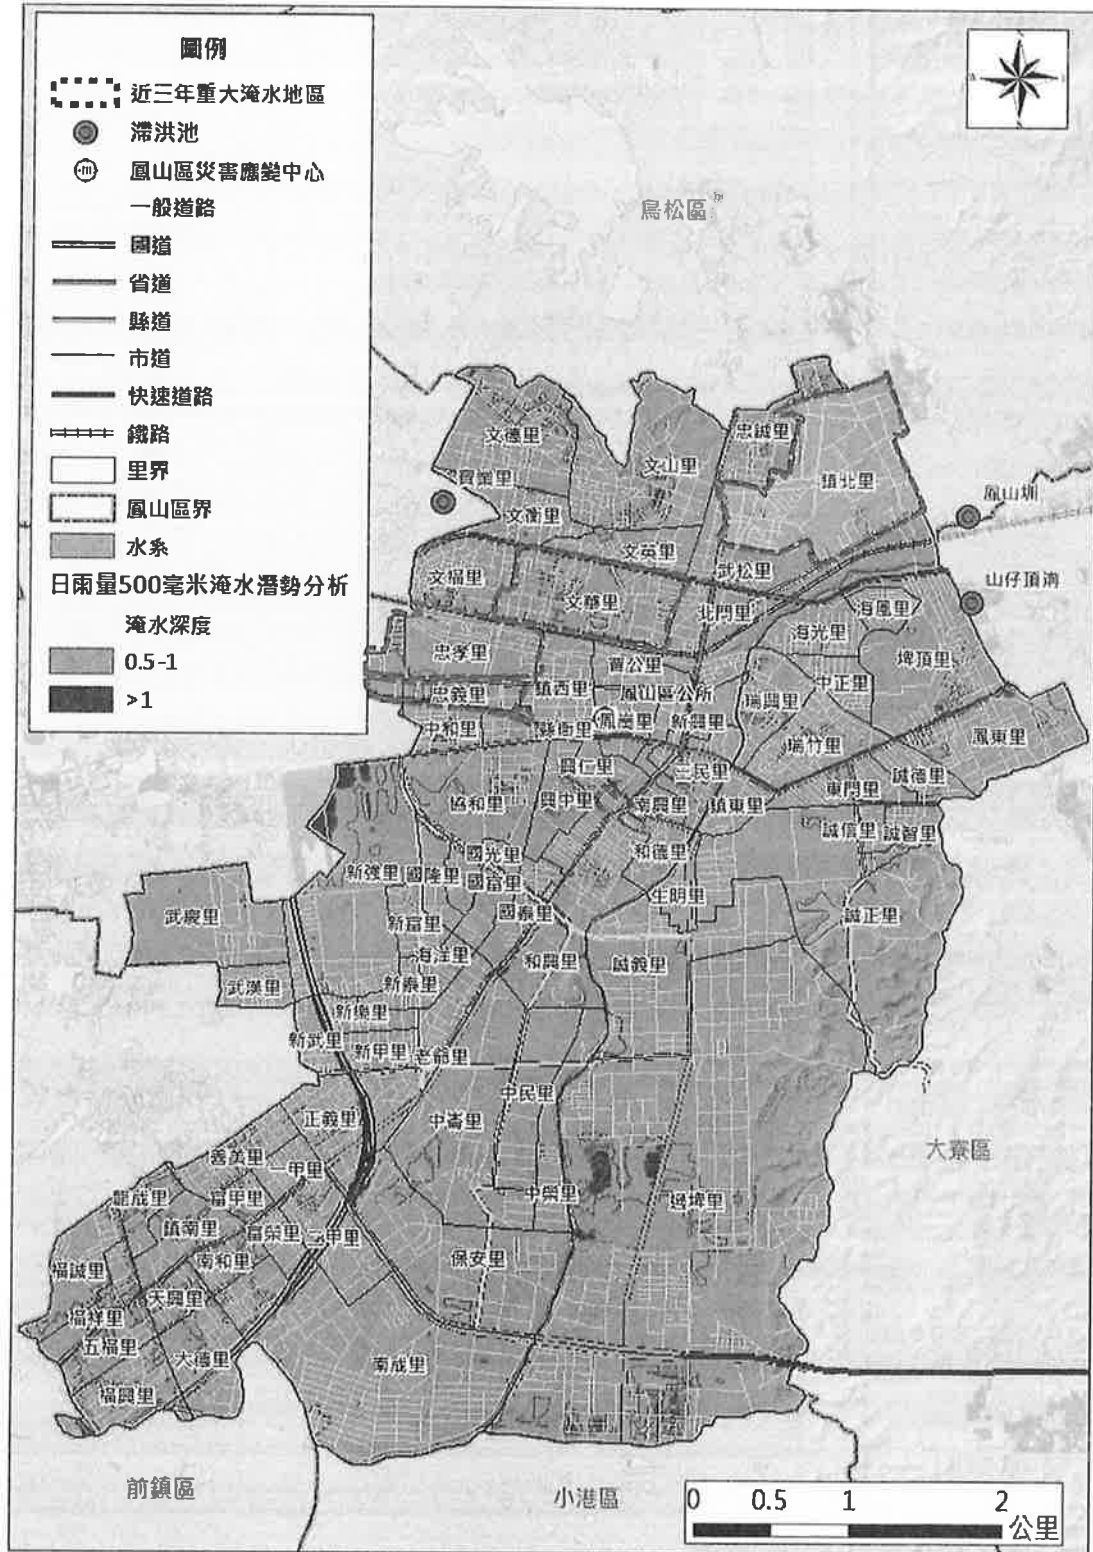 圖例
近三年重大淹水地區
滯洪池
鳳山區災害應變中心
一般道路
國道
省道
縣道
市道
快速道路
鐵路
里界
鳳山區界
水系
日雨量500毫米淹水潛勢分析
淹水深度
0.5-1
>1
鳥松區
文德里
忠誠里
文山里
鎮北里
寶業里
鳳山圳
文衡里
文英里
武松里
山仔頂溝
文福里
文華里
北門里
海風里
海光里
忠孝里
曹公里
埤頂里
中正里
忠義里
鎮西里
鳳山區公所
瑞興里
中和里
縣衙里
鳳崗里
新興里
瑞竹里
鳳東里
興仁里
三民里
誠德里
東門里
協和里
興中里
南興里
鎮東里
誠信里
誠智里
國光里
和德里
新強里
國隆里
國富里
生明里
武慶里
新富里
國泰里
誠正里
海洋里
和興里
誠義里
武漢里
新泰里
新樂里
新武里
新甲里
老爺里
中民里
正義里
中崙里
大寮區
善美里
一甲里
龍成里
富甲里
中榮里
邊埤里
鎮南里
富榮里
二甲里
南和里
保安里
福誠里
天興里
福祥里
五福里
大德里
南成里
福興里
前鎮區
小港區
0 0.5 1 2
公里